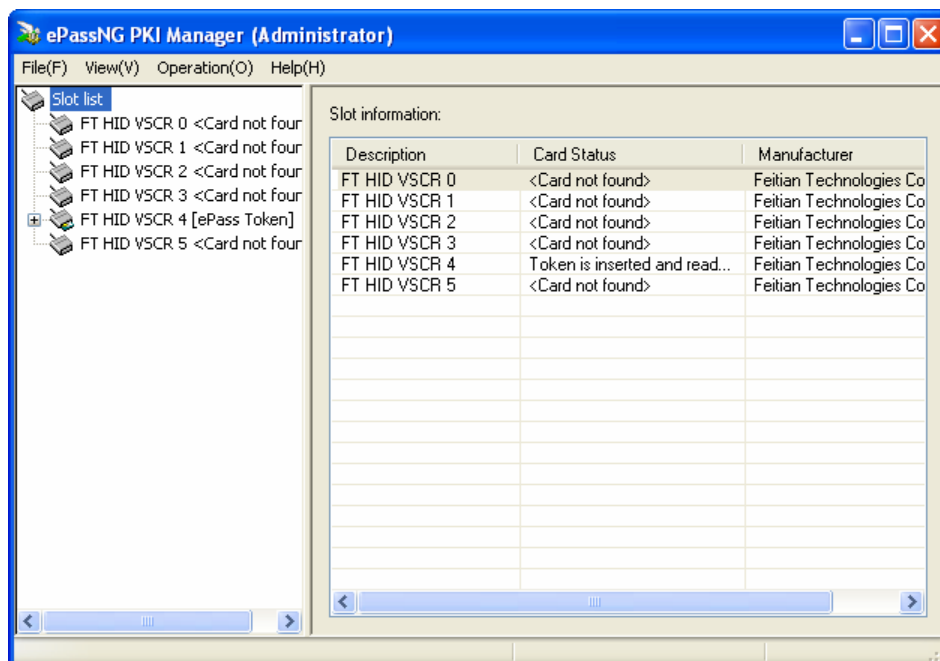 ePassNG PKI Manager (Administrator)
File(F) View(V) Operation(O) Help(H)
Slot list
FT HID VSCR 0 <Card not four
FT HID VSCR 1 <Card not four
FT HID VSCR 2 <Card not four
FT HID VSCR 3 <Card not four
FT HID VSCR 4 [ePass Token]
FT HID VSCR 5 <Card not four
Slot information:
Description Card Status Manufacturer
FT HID VSCR 0 <Card not found> Feitian Technologies Co
FT HID VSCR 1 <Card not found> Feitian Technologies Co
FT HID VSCR 2 <Card not found> Feitian Technologies Co
FT HID VSCR 3 <Card not found> Feitian Technologies Co
FT HID VSCR 4 Token is inserted and read... Feitian Technologies Co
FT HID VSCR 5 <Card not found> Feitian Technologies Co